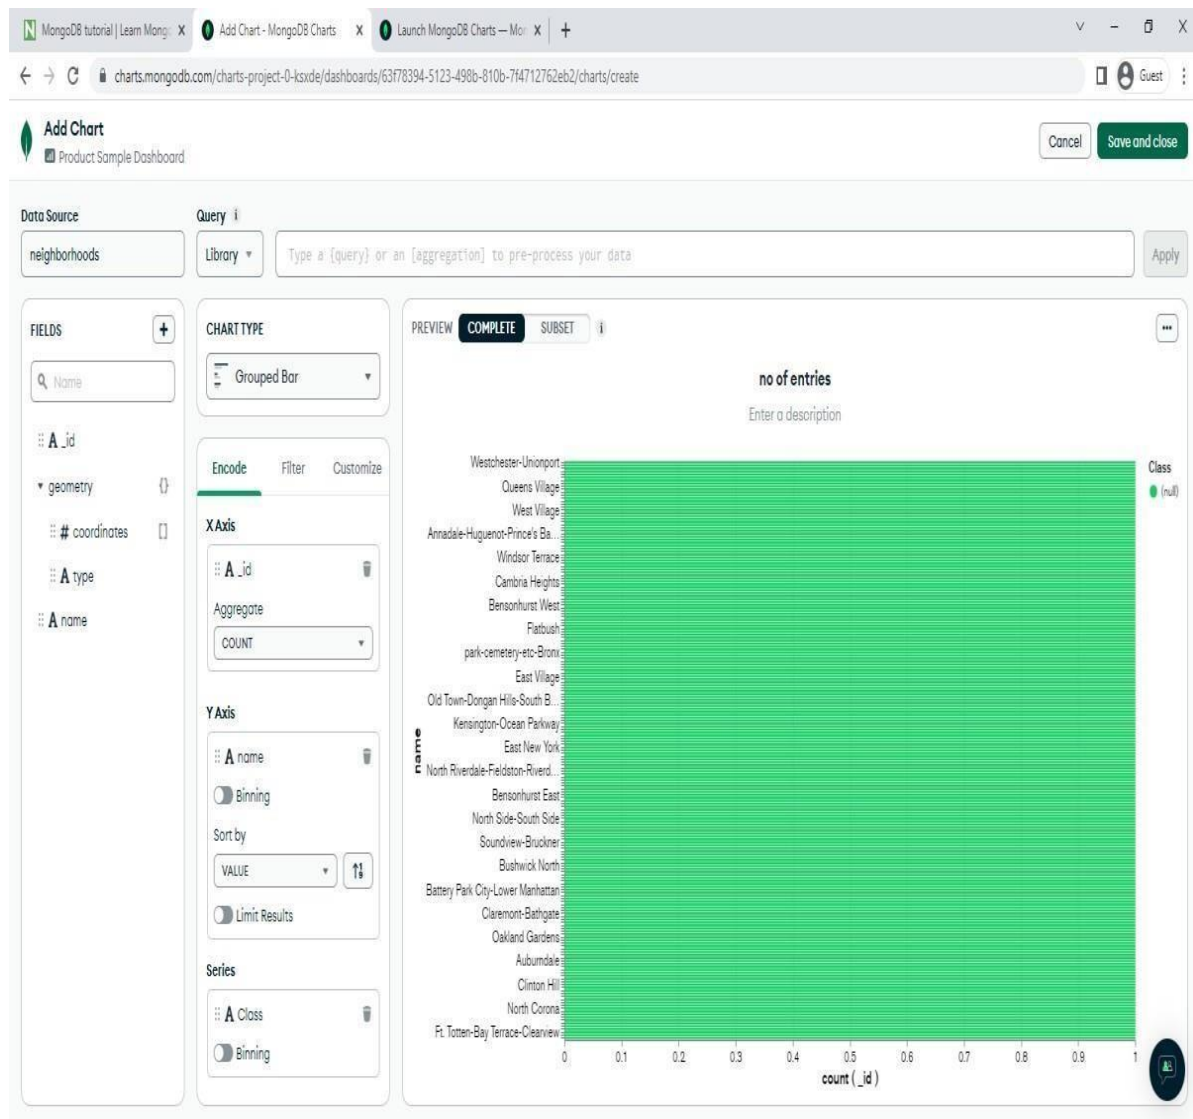 MongoDB tutorial | Learn Mongo
Add Chart - MongoDB Charts
Launch MongoDB Charts — Mon
charts.mongodb.com/charts-project-0-ksxde/dashboards/63f78394-5123-498b-810b-7f4712762eb2/charts/create
Guest
Add Chart
Product Sample Dashboard
Cancel
Save and close
Data Source
Query i
neighborhoods
Library
Type a {query} or an [aggregation] to pre-process your data
Apply
FIELDS
+
Name
A _id
geometry {}
# coordinates []
A type
A name
CHART TYPE
Grouped Bar
Encode Filter Customize
X Axis
A _id
Aggregate
COUNT
Y Axis
A name
Binning
Sort by
VALUE
Limit Results
Series
A Class
Binning
PREVIEW COMPLETE SUBSET i
no of entries
Enter a description
Westchester-Unionport
Queens Village
West Village
Annadale-Huguenot-Prince's Ba...
Windsor Terrace
Cambria Heights
Bensonhurst West
Flatbush
park-cemetery-etc-Bronx
East Village
Old Town-Dongan Hills-South B...
Kensington-Ocean Parkway
East New York
North Riverdale-Fieldston-Riverd...
Bensonhurst East
North Side-South Side
Soundview-Bruckner
Bushwick North
Battery Park City-Lower Manhattan
Claremont-Bathgate
Oakland Gardens
Auburndale
Clinton Hill
North Corona
Ft. Totten-Bay Terrace-Clearview
name
0 0.1 0.2 0.3 0.4 0.5 0.6 0.7 0.8 0.9 1
count ( _id )
Class
(null)